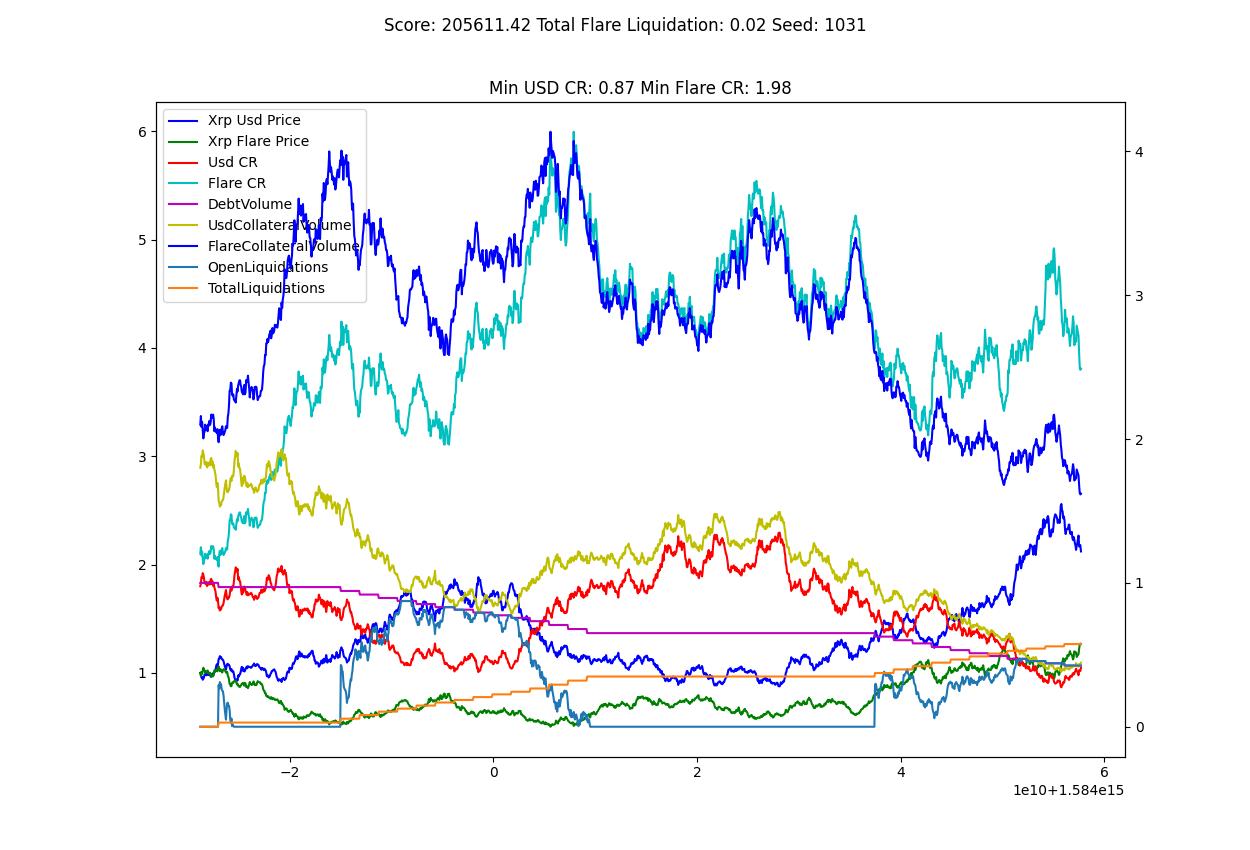 Score: 205611.42 Total Flare Liquidation: 0.02 Seed: 1031
Min USD CR: 0.87 Min Flare CR: 1.98
Xrp Usd Price
Xrp Flare Price
Usd CR
Flare CR
DebtVolume
UsdCollateralVolume
FlareCollateralVolume
OpenLiquidations
TotalLiquidations
6
5
4
3
2
1
4
3
2
1
0
−2
0
2
4
6
1e10+1.584e15